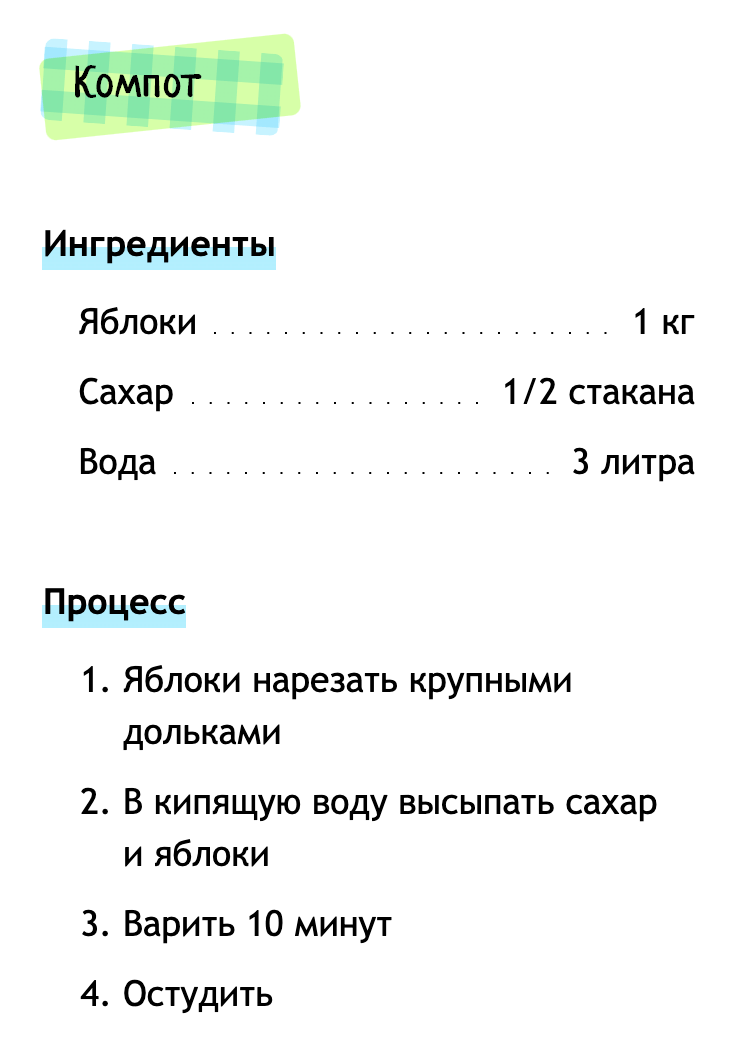 Компот
Ингредиенты
Яблоки . . . . . . . . . . . . . . . . . . . . . . . 1 кг
Сахар . . . . . . . . . . . . . . . . . 1/2 стакана
Вода . . . . . . . . . . . . . . . . . . . . . . 3 литра
Процесс
1. Яблоки нарезать крупными
дольками
2. В кипящую воду высыпать сахар
и яблоки
3. Варить 10 минут
4. Остудить